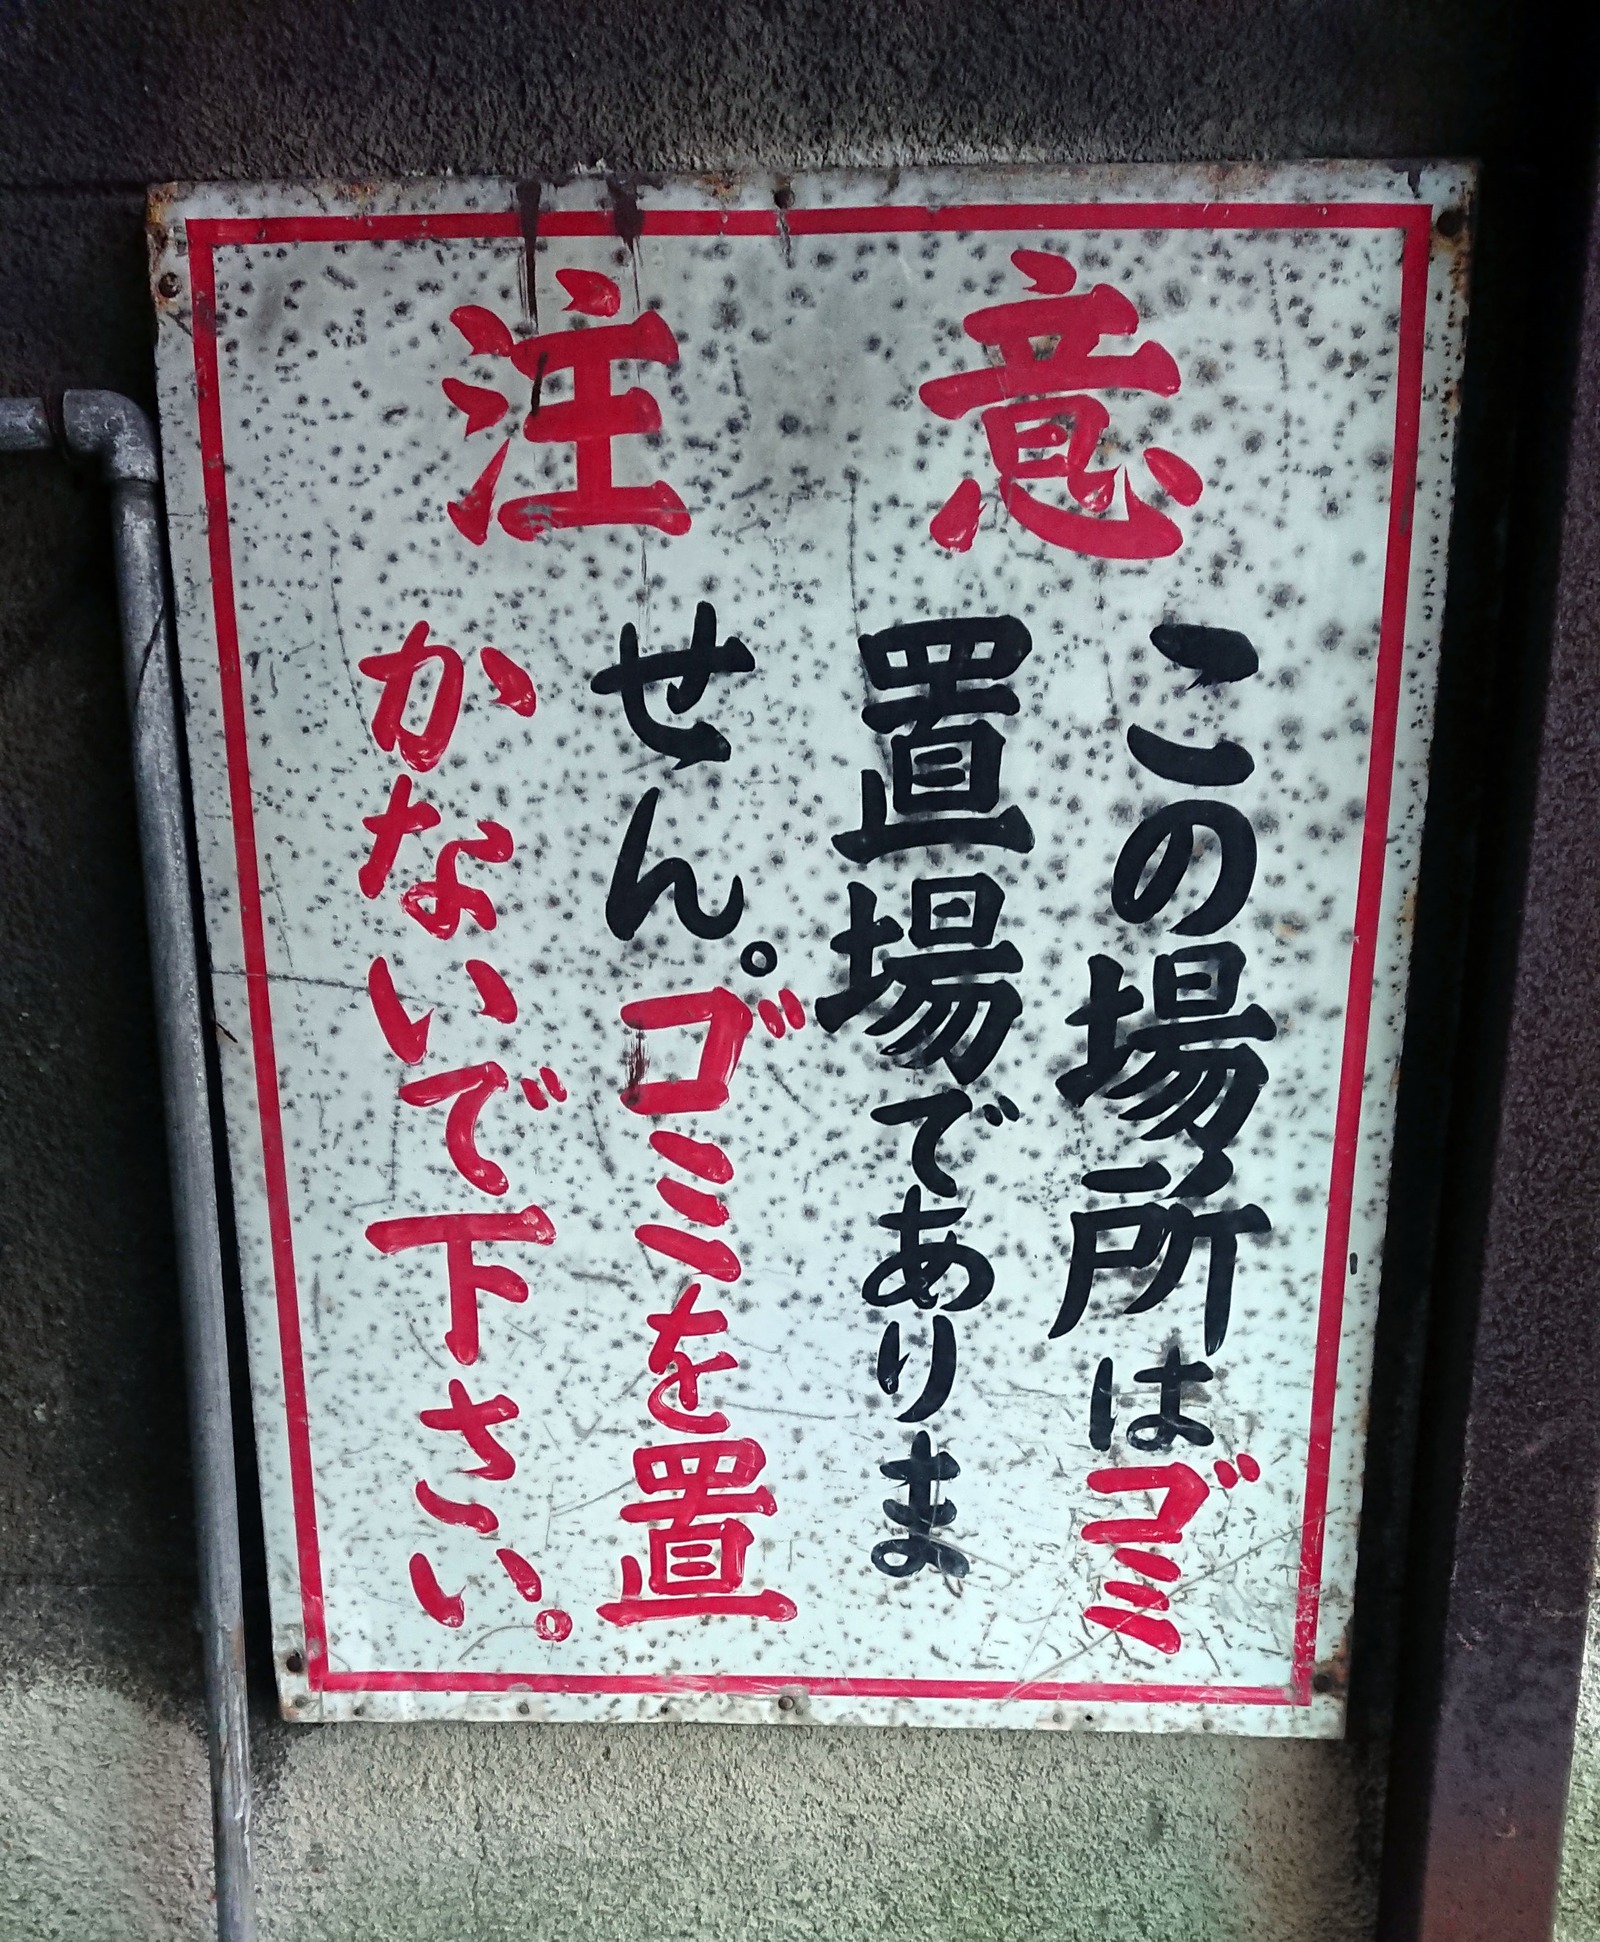 注意
この場所はゴミ
置場でありま
せん。ゴミを置
かないで下さい。